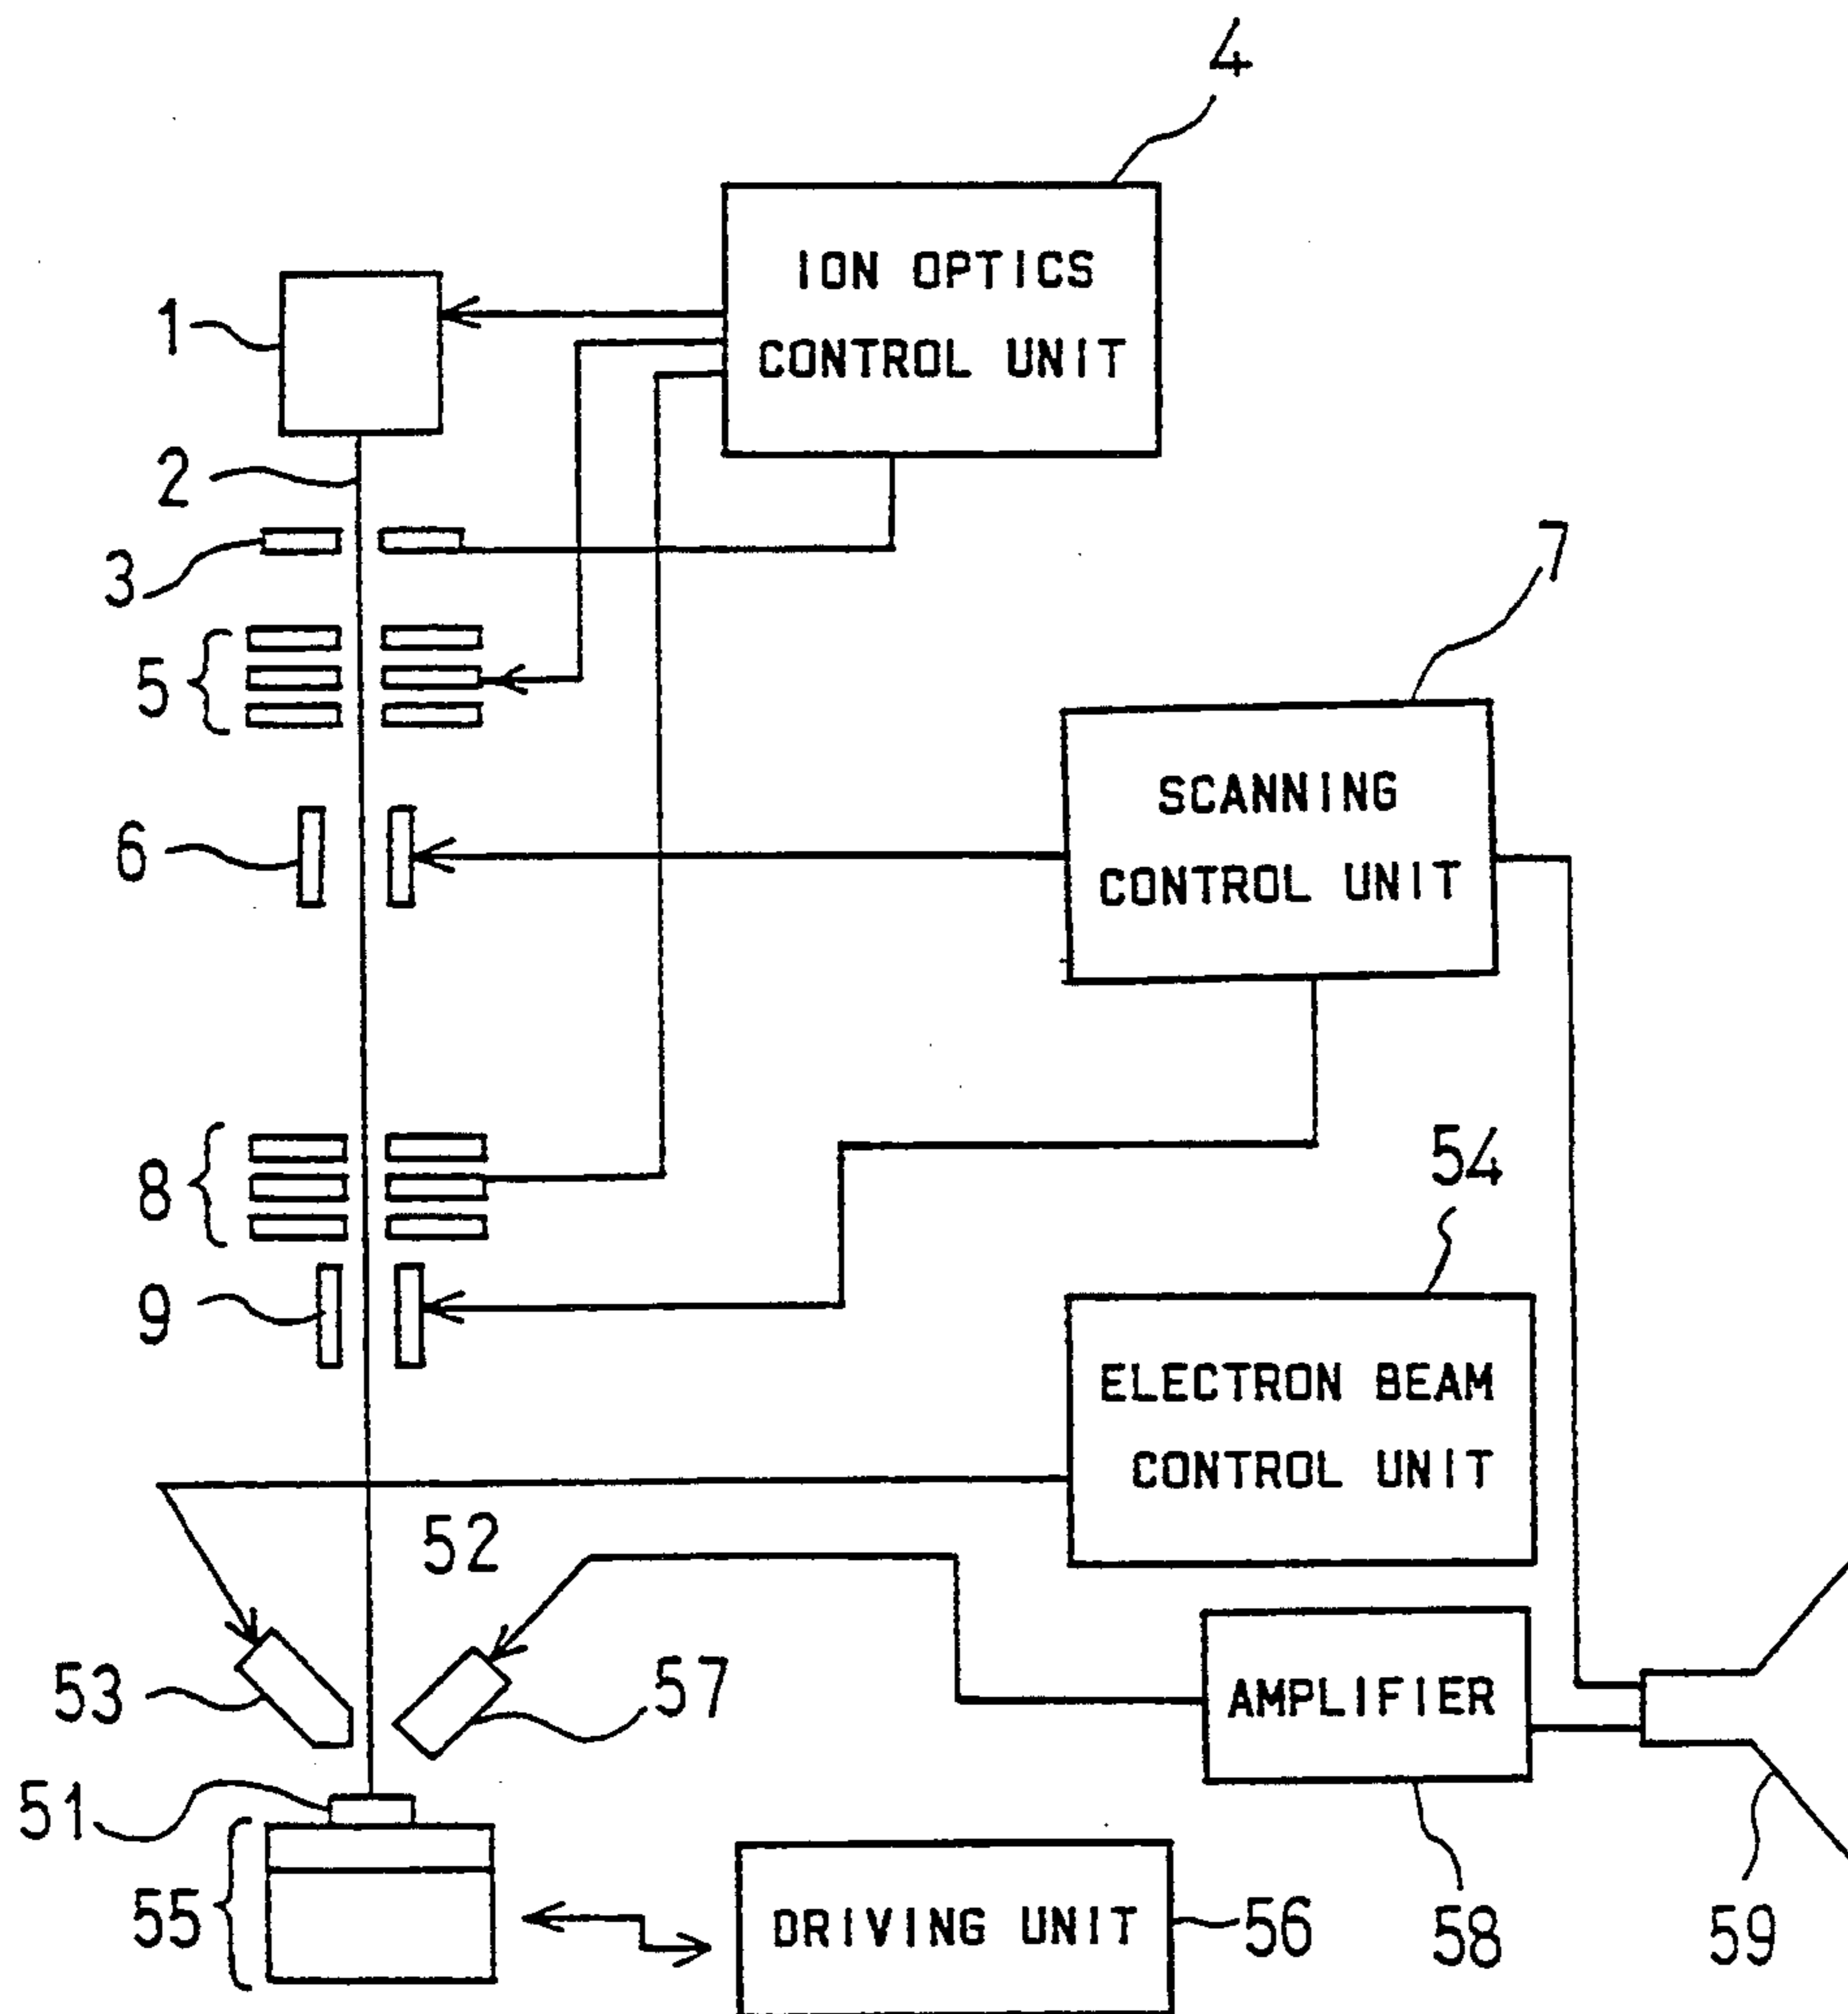 4
ION OPTICS
CONTROL UNIT
1
2
3
5
7
SCANNING
CONTROL UNIT
6
8
54
9
ELECTRON BEAM
CONTROL UNIT
52
53
57
AMPLIFIER
51
55
DRIVING UNIT
56
58
59